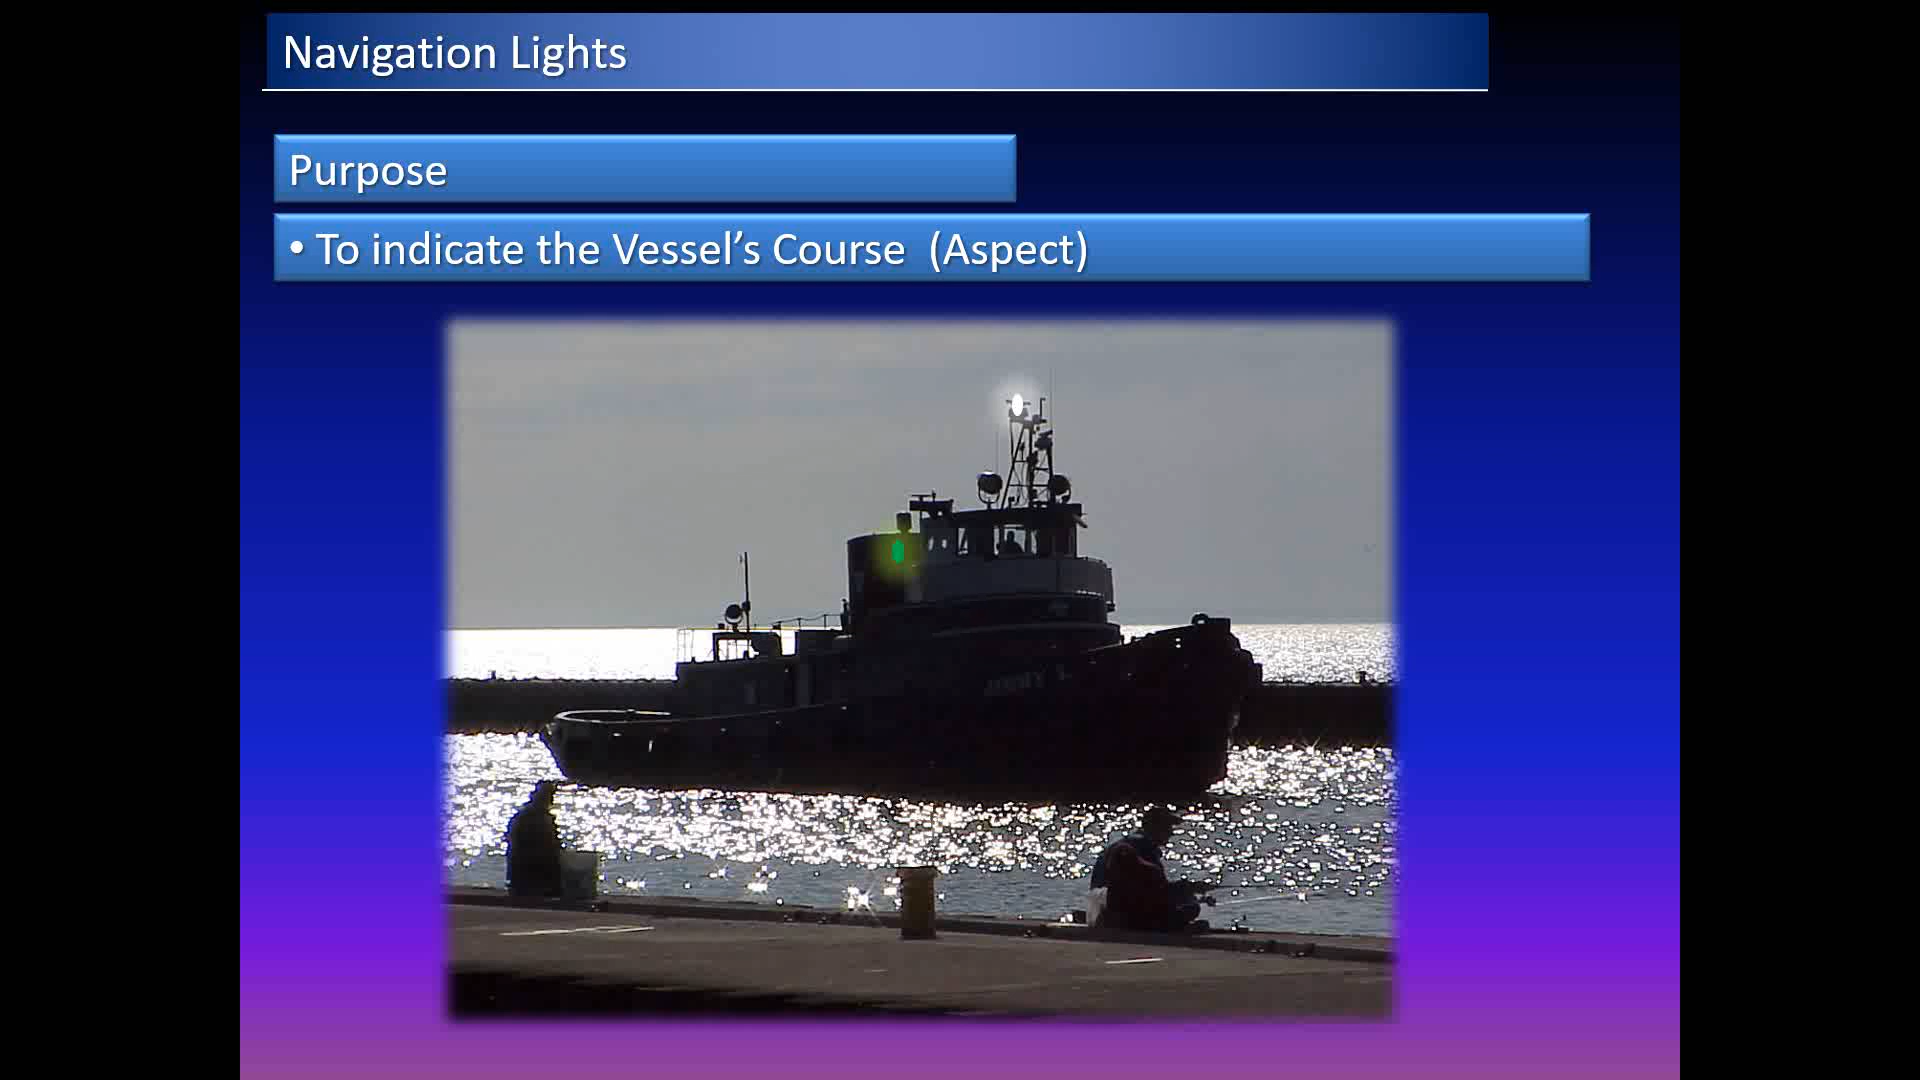 Navigation Lights
Purpose
• To indicate the Vessel’s Course (Aspect)